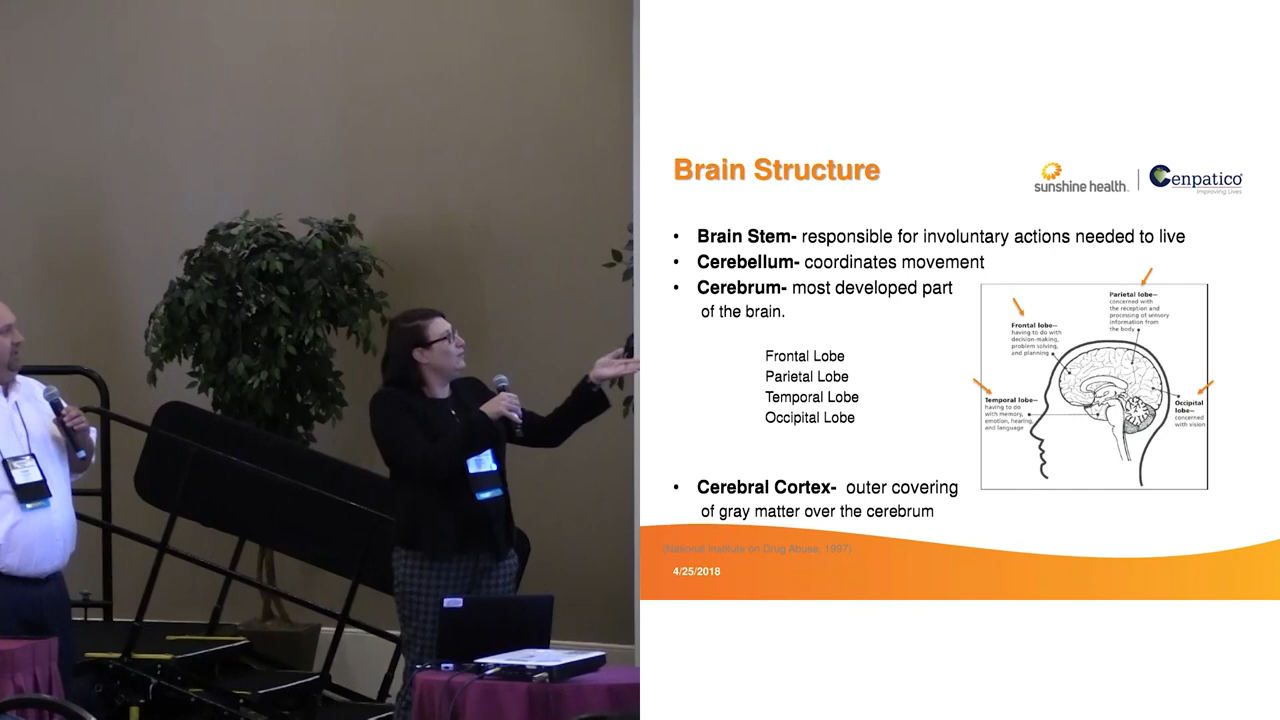 Brain Structure
sunshine health.
Cenpatico
Improving Lives
• Brain Stem- responsible for involuntary actions needed to live
• Cerebellum- coordinates movement
• Cerebrum- most developed part
of the brain.
Frontal Lobe
Parietal Lobe
Temporal Lobe
Occipital Lobe
Parietal lobe—
concerned with
the reception and
processing of sensory
information from
the body
Frontal lobe—
having to do with
decision-making,
problem solving,
and planning
Temporal lobe—
having to do
with memory,
emotion, hearing,
and language
Occipital
lobe—
concerned
with vision
• Cerebral Cortex- outer covering
of gray matter over the cerebrum
(National Institute on Drug Abuse, 1997)
4/25/2018